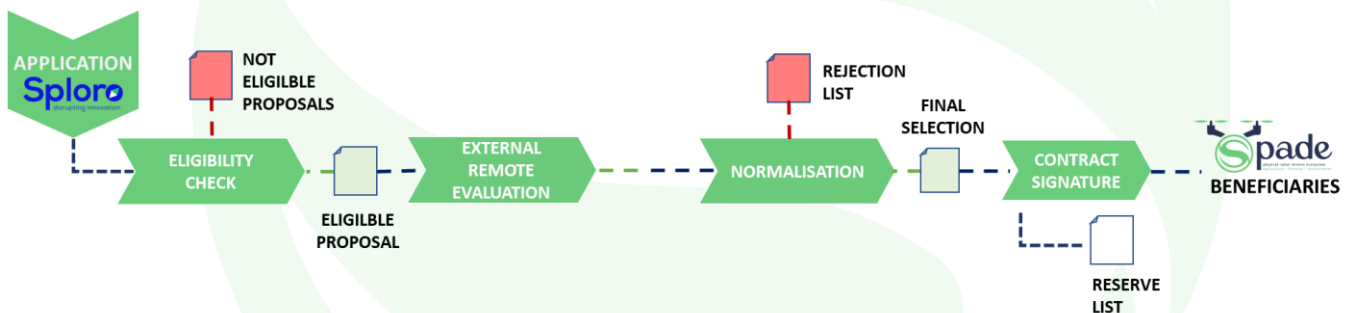 APPLICATION
Sploro
disrupting innovation
NOT
ELIGILBLE
PROPOSALS
ELIGIBILITY
CHECK
ELIGILBLE
PROPOSAL
EXTERNAL
REMOTE
EVALUATION
REJECTION
LIST
NORMALISATION
FINAL
SELECTION
CONTRACT
SIGNATURE
RESERVE
LIST
Spade
BENEFICIARIES